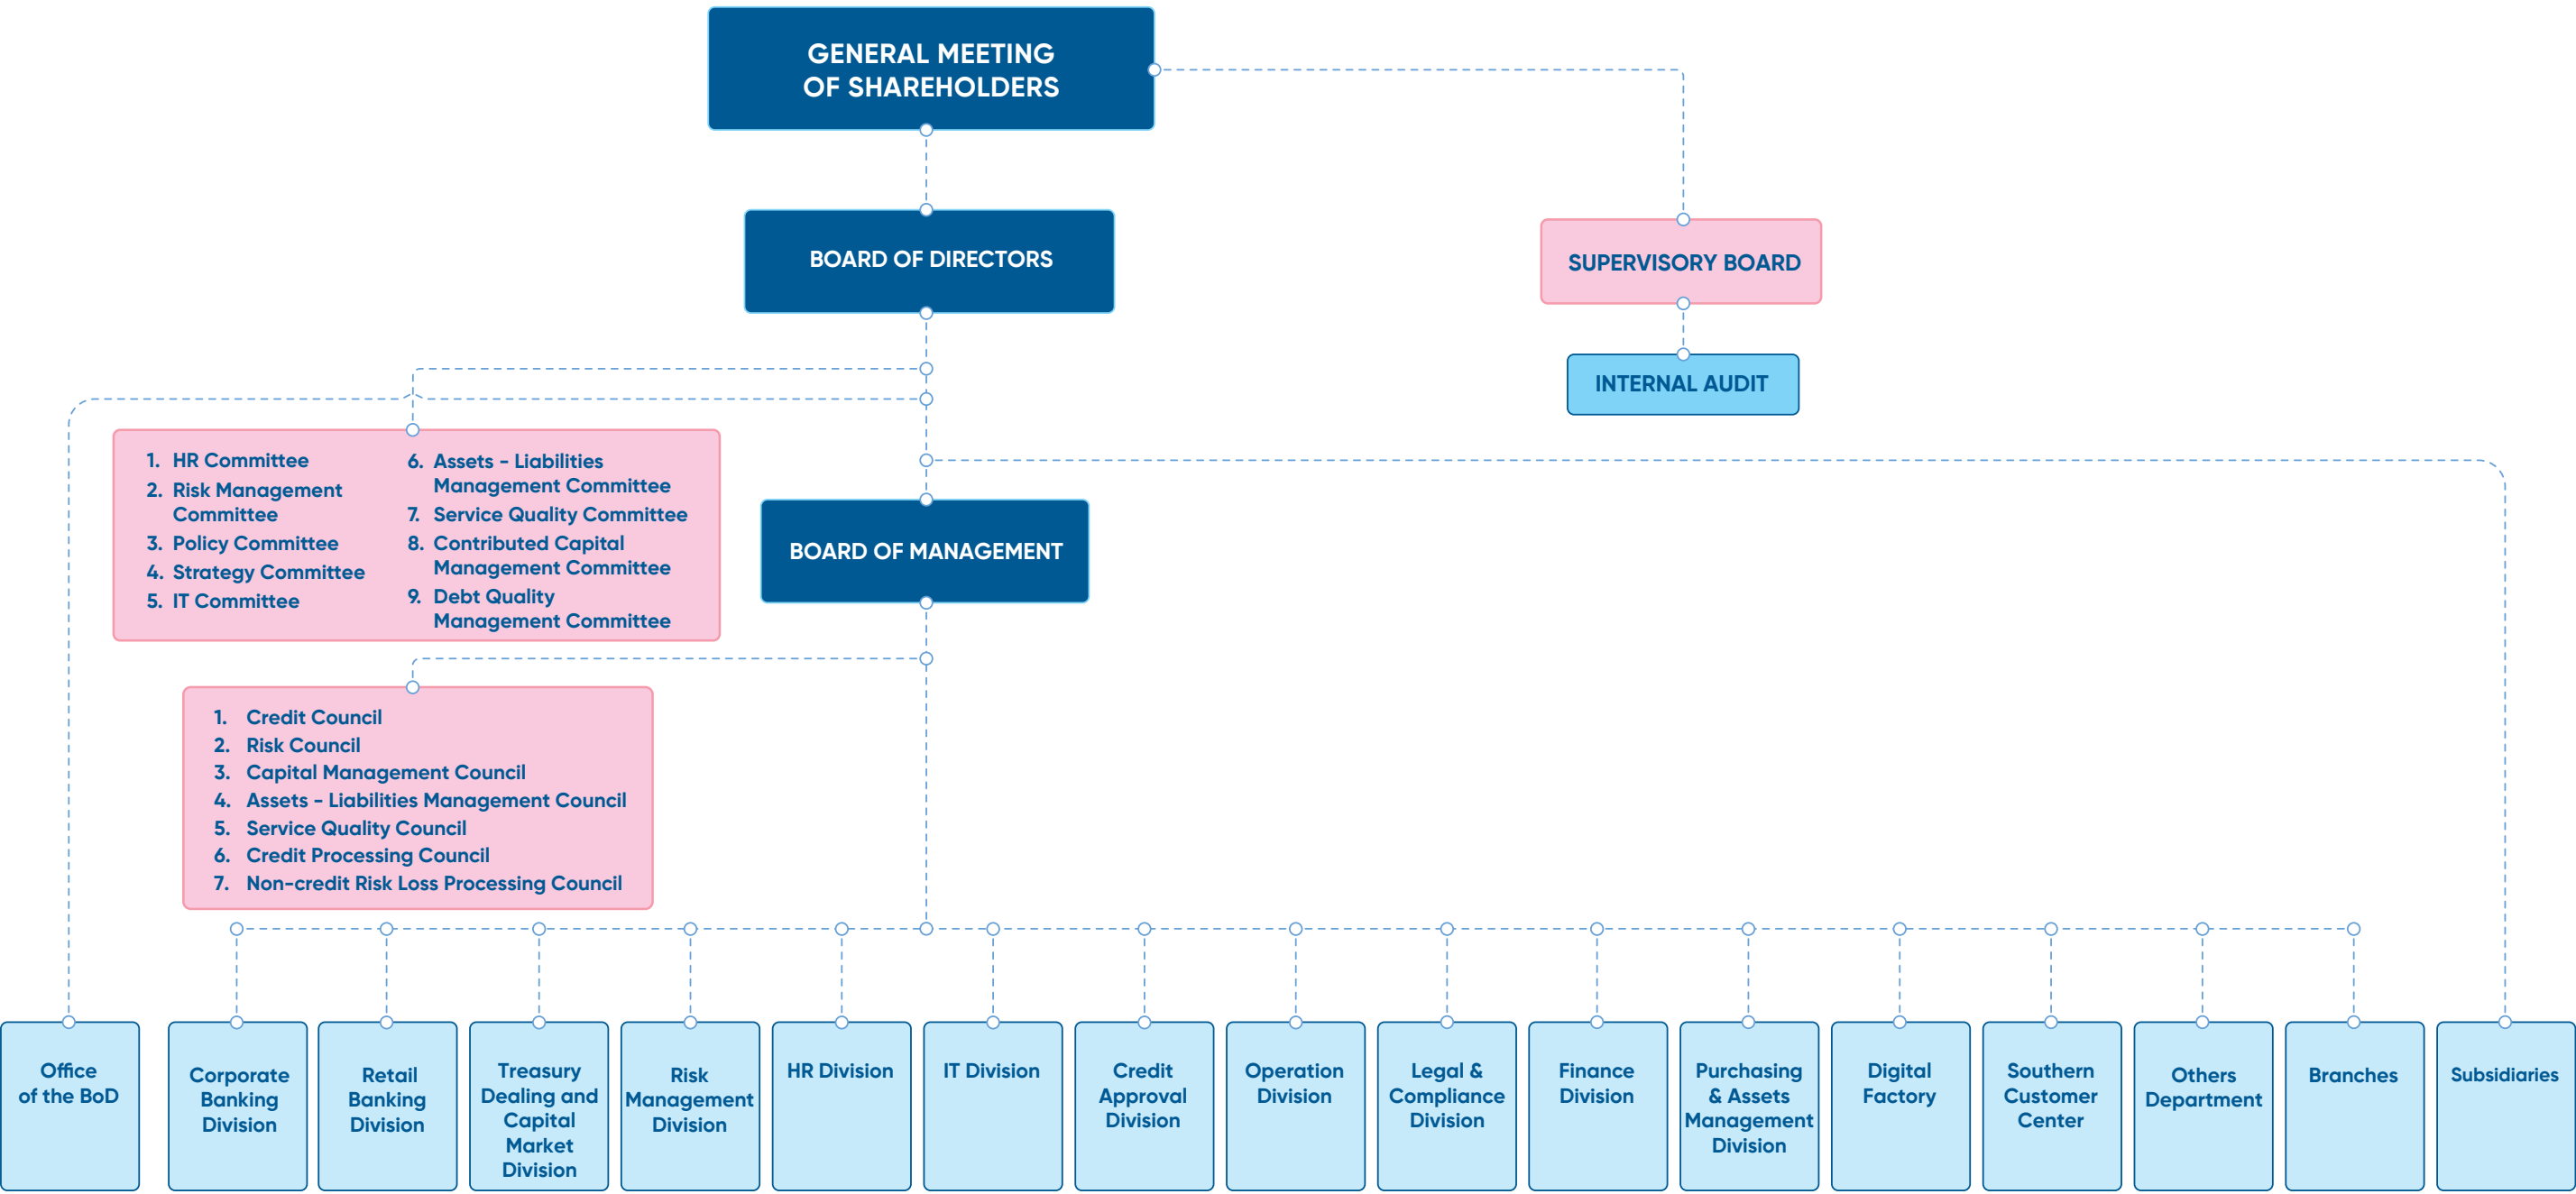 GENERAL MEETING
OF SHAREHOLDERS
BOARD OF DIRECTORS
SUPERVISORY BOARD
INTERNAL AUDIT
1. HR Committee
2. Risk Management
Committee
3. Policy Committee
4. Strategy Committee
5. IT Committee
6. Assets - Liabilities
Management Committee
7. Service Quality Committee
8. Contributed Capital
Management Committee
9. Debt Quality
Management Committee
BOARD OF MANAGEMENT
1. Credit Council
2. Risk Council
3. Capital Management Council
4. Assets - Liabilities Management Council
5. Service Quality Council
6. Credit Processing Council
7. Non-credit Risk Loss Processing Council
Office
of the BoD
Corporate
Banking
Division
Retail
Banking
Division
Treasury
Dealing and
Capital
Market
Division
Risk
Management
Division
HR Division
IT Division
Credit
Approval
Division
Operation
Division
Legal &
Compliance
Division
Finance
Division
Purchasing
& Assets
Management
Division
Digital
Factory
Southern
Customer
Center
Others
Department
Branches
Subsidiaries